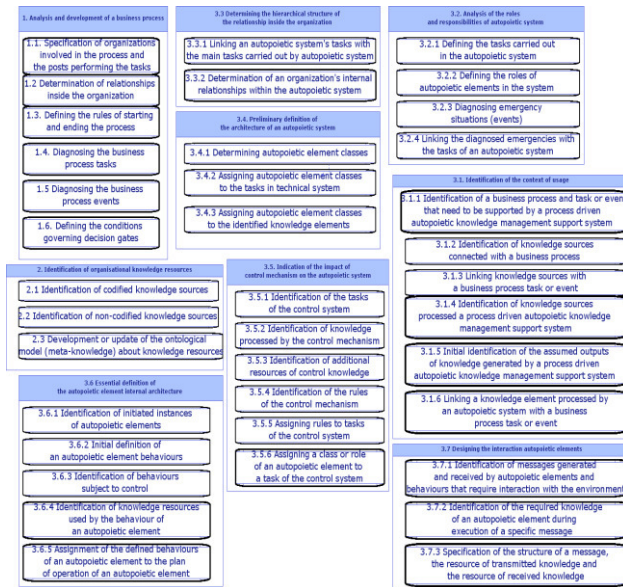 1. Analysis and development of a business process
1.1. Specification of organizations
involved in the process and
the posts performing the tasks
1.2 Determination of relationships
inside the organization
1.3. Defining the rules of starting
and ending the process
1.4. Diagnosing the business
process tasks
1.5 Diagnosing the business
process events
1.6. Defining the conditions
governing decision gates
3.3 Determining the hierarchical structure of
the relationship inside the organization
3.3.1 Linking an autopoietic system's tasks with
the main tasks carried out by autopoietic system
3.3.2 Determination of an organization's internal
relationships within the autopoietic system
3.4. Preliminary definition of
the architecture of an autopoietic system
3.4.1 Determining autopoietic element classes
3.4.2 Assigning autopoietic element classes
to the tasks in technical system
3.4.3 Assigning autopoietic element classes
to the identified knowledge elements
3.2. Analysis of the roles
and responsibilities of autopoietic system
3.2.1 Defining the tasks carried out
in the autopoietic system
3.2.2 Defining the roles of
autopoietic elements in the system
3.2.3 Diagnosing emergency
situations (events)
3.2.4 Linking the diagnosed emergencies with
the tasks of an autopoietic system
3.1. Identification of the context of usage
3.1.1 Identification of a business process and task or event
that need to be supported by a process driven
autopoietic knowledge management support system
3.1.2 Identification of knowledge sources
connected with a business process
3.1.3 Linking knowledge sources with
a business process task or event
3.1.4 Identification of knowledge sources
processed a process driven autopoietic knowledge
management support system
3.1.5 Initial identification of the assumed outputs
of knowledge generated by a process driven
autopoietic knowledge management support system
3.1.6 Linking a knowledge element processed by
an autopoietic system with a business
process task or event
2. Identification of organisational knowledge resources
2.1 Identification of codified knowledge sources
2.2 Identification of non-codified knowledge sources
2.3 Development or update of the ontological
model (meta-knowledge) about knowledge resources
3.5. Indication of the impact of
control mechanism on the autopoietic system
3.5.1 Identification of the tasks
of the control system
3.5.2 Identification of knowledge
processed by the control mechanism
3.5.3 Identification of additional
resources of control knowledge
3.5.4 Identification of the rules
of the control mechanism
3.5.5 Assigning rules to tasks
of the control system
3.5.6 Assigning a class or role
of an autopoietic element to
a task of the control system
3.6 Essential definition of
the autopoietic element internal architecture
3.6.1 Identification of initiated instances
of autopoietic elements
3.6.2 Initial definition of
an autopoietic element behaviours
3.6.3 Identification of behaviours
subject to control
3.6.4 Identification of knowledge resources
used by the behaviour of
an autopoietic element
3.6.5 Assignment of the defined behaviours
of an autopoietic element to the plan
of operation of an autopoietic element
3.7 Designing the interaction autopoietic elements
3.7.1 Identification of messages generated
and received by autopoietic elements and
behaviours that require interaction with the environment
3.7.2 Identification of the required knowledge
of an autopoietic element during
execution of a specific message
3.7.3 Specification of the structure of a message,
the resource of transmitted knowledge and
the resource of received knowledge